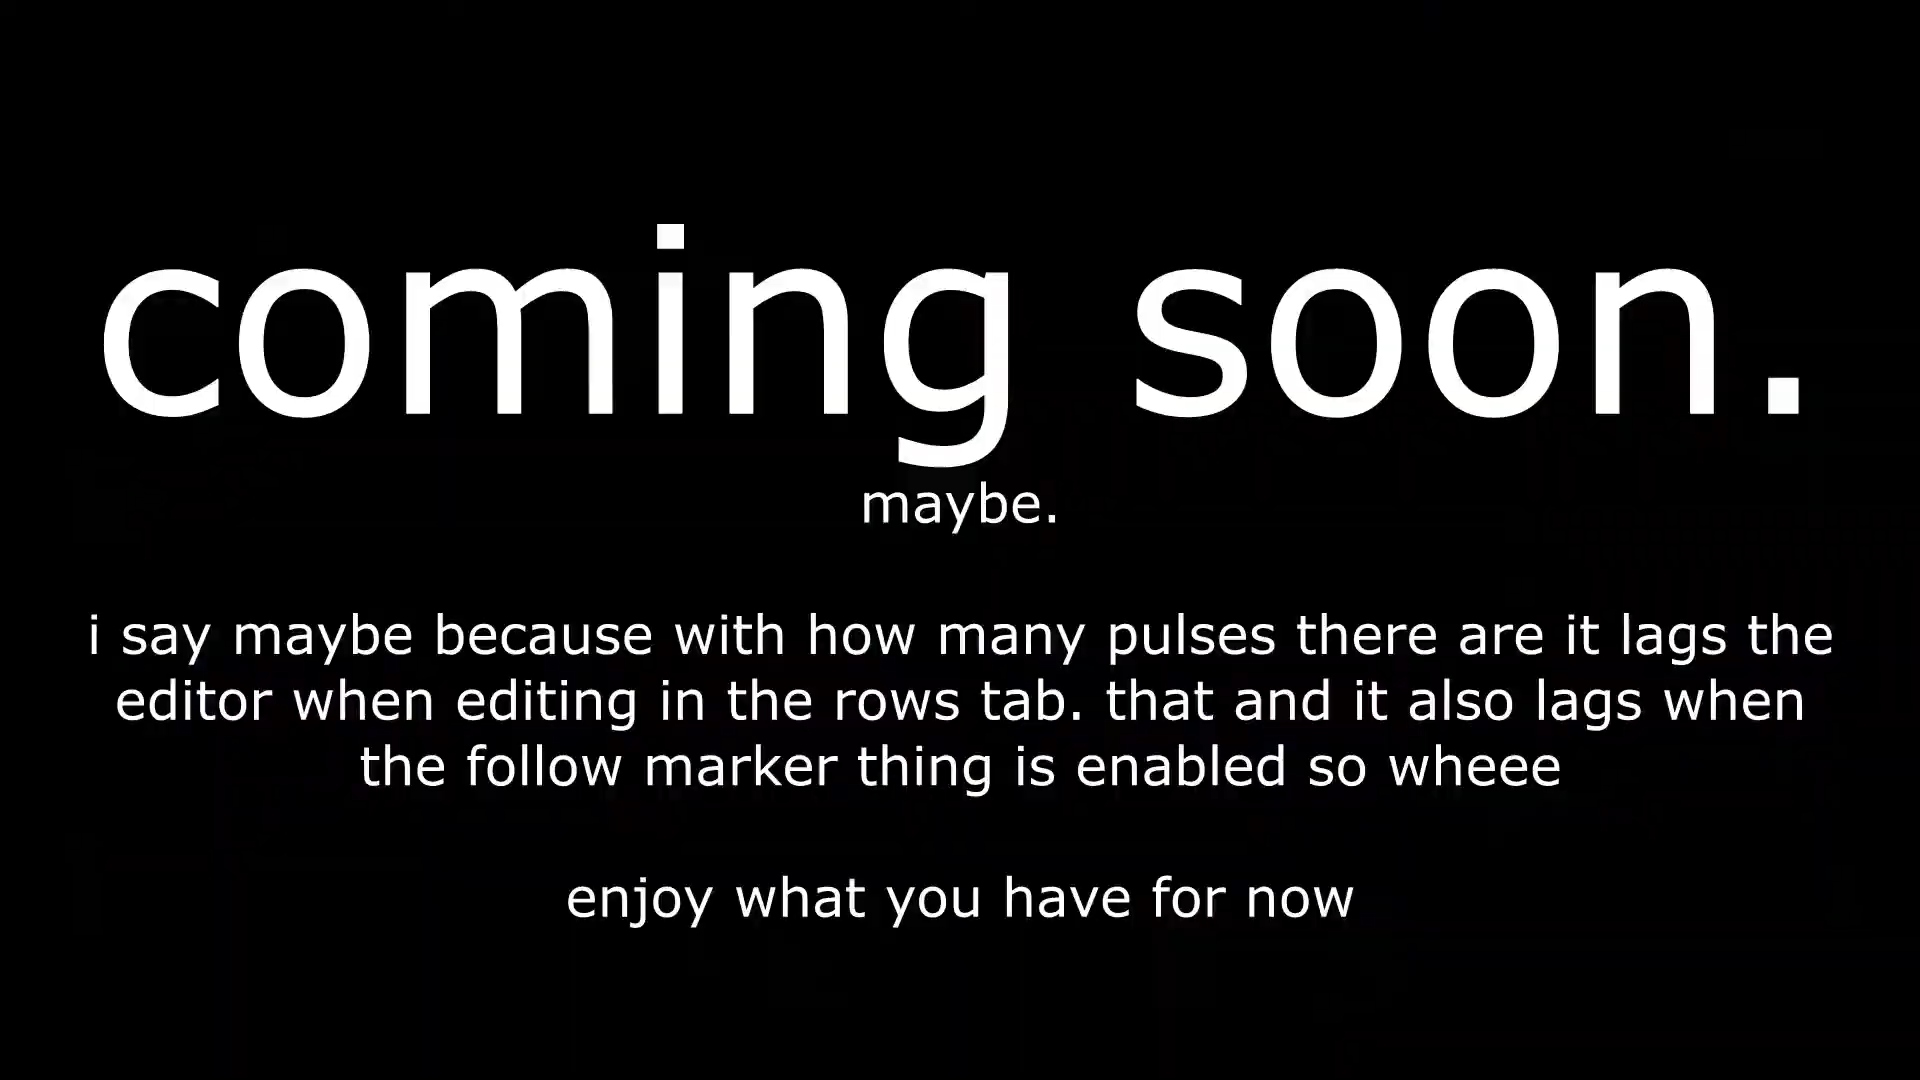 coming soon.
maybe.
i say maybe because with how many pulses there are it lags the
editor when editing in the rows tab. that and it also lags when
the follow marker thing is enabled so wheee
enjoy what you have for now